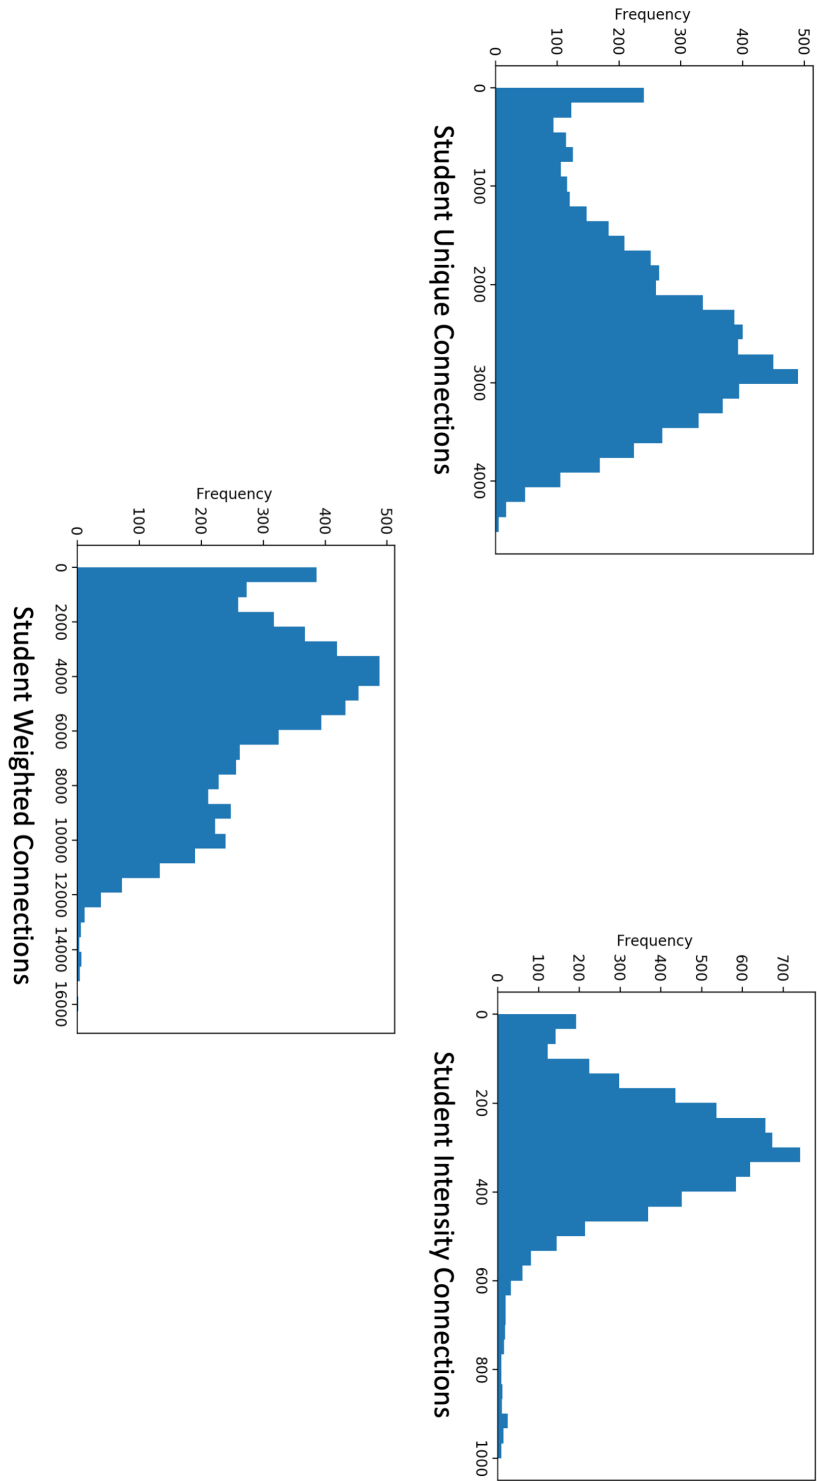 Frequency
500
400
300
200
100
0
0 1000 2000 3000 4000
Student Unique Connections
Frequency
700
600
500
400
300
200
100
0
0 200 400 600 800 1000
Student Intensity Connections
Frequency
500
400
300
200
100
0
0 2000 4000 6000 8000 10000 12000 14000 16000
Student Weighted Connections